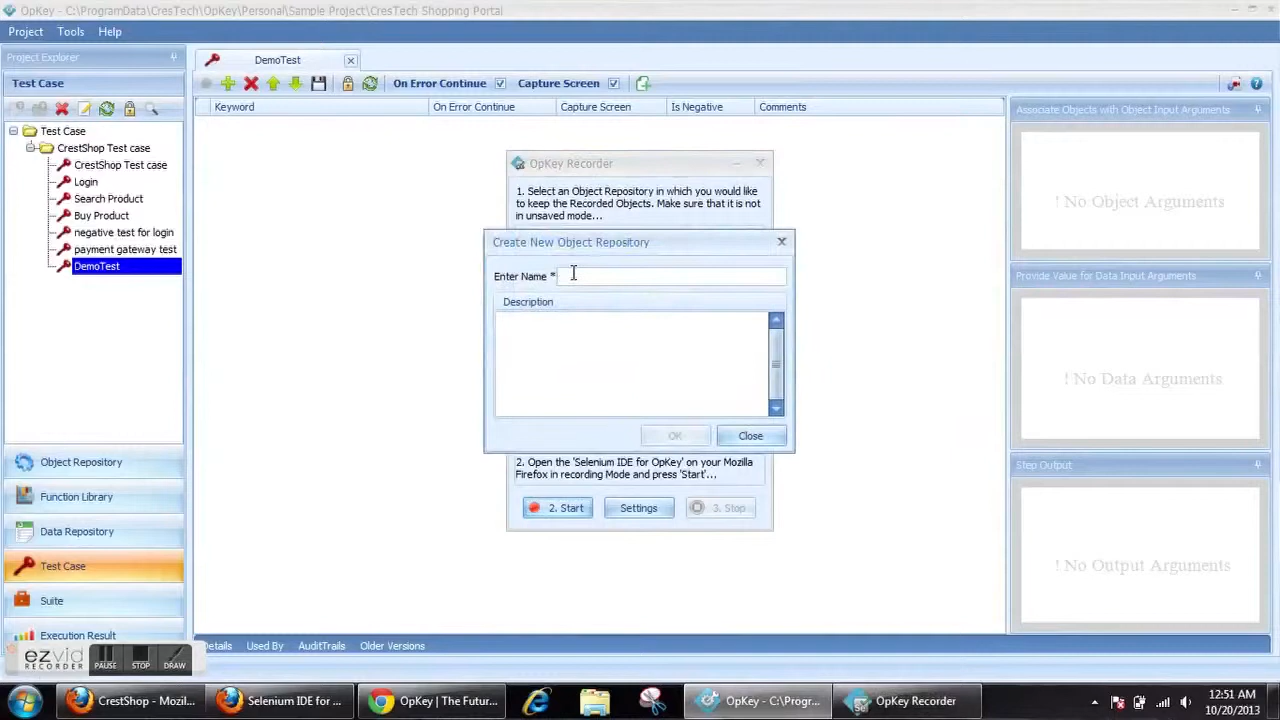 OpKey - C:\ProgramData\CresTech\OpKey\Personal\Sample Project\CresTech Shopping Portal
Project Tools Help
Project Explorer
Test Case
Test Case
CrestShop Test case
CrestShop Test case
Login
Search Product
Buy Product
negative test for login
payment gateway test
DemoTest
Object Repository
Function Library
Data Repository
Test Case
Suite
Execution Result
DemoTest
On Error Continue Capture Screen
Keyword On Error Continue Capture Screen Is Negative Comments
OpKey Recorder
1. Select an Object Repository in which you would like
to keep the Recorded Objects. Make sure that it is not
in unsaved mode...
Create New Object Repository
Enter Name *
Description
OK Close
2. Open the 'Selenium IDE for OpKey' on your Mozilla
Firefox in recording Mode and press 'Start'...
2. Start Settings 3. Stop
Associate Objects with Object Input Arguments
! No Object Arguments
Provide Value for Data Input Arguments
! No Data Arguments
Step Output
! No Output Arguments
Details Used By AuditTrails Older Versions
ezvid
RECORDER
PAUSE STOP DRAW
CrestShop - Mozil...
Selenium IDE for ...
OpKey | The Futur...
OpKey - C:\Progr...
OpKey Recorder
12:51 AM
10/20/2013